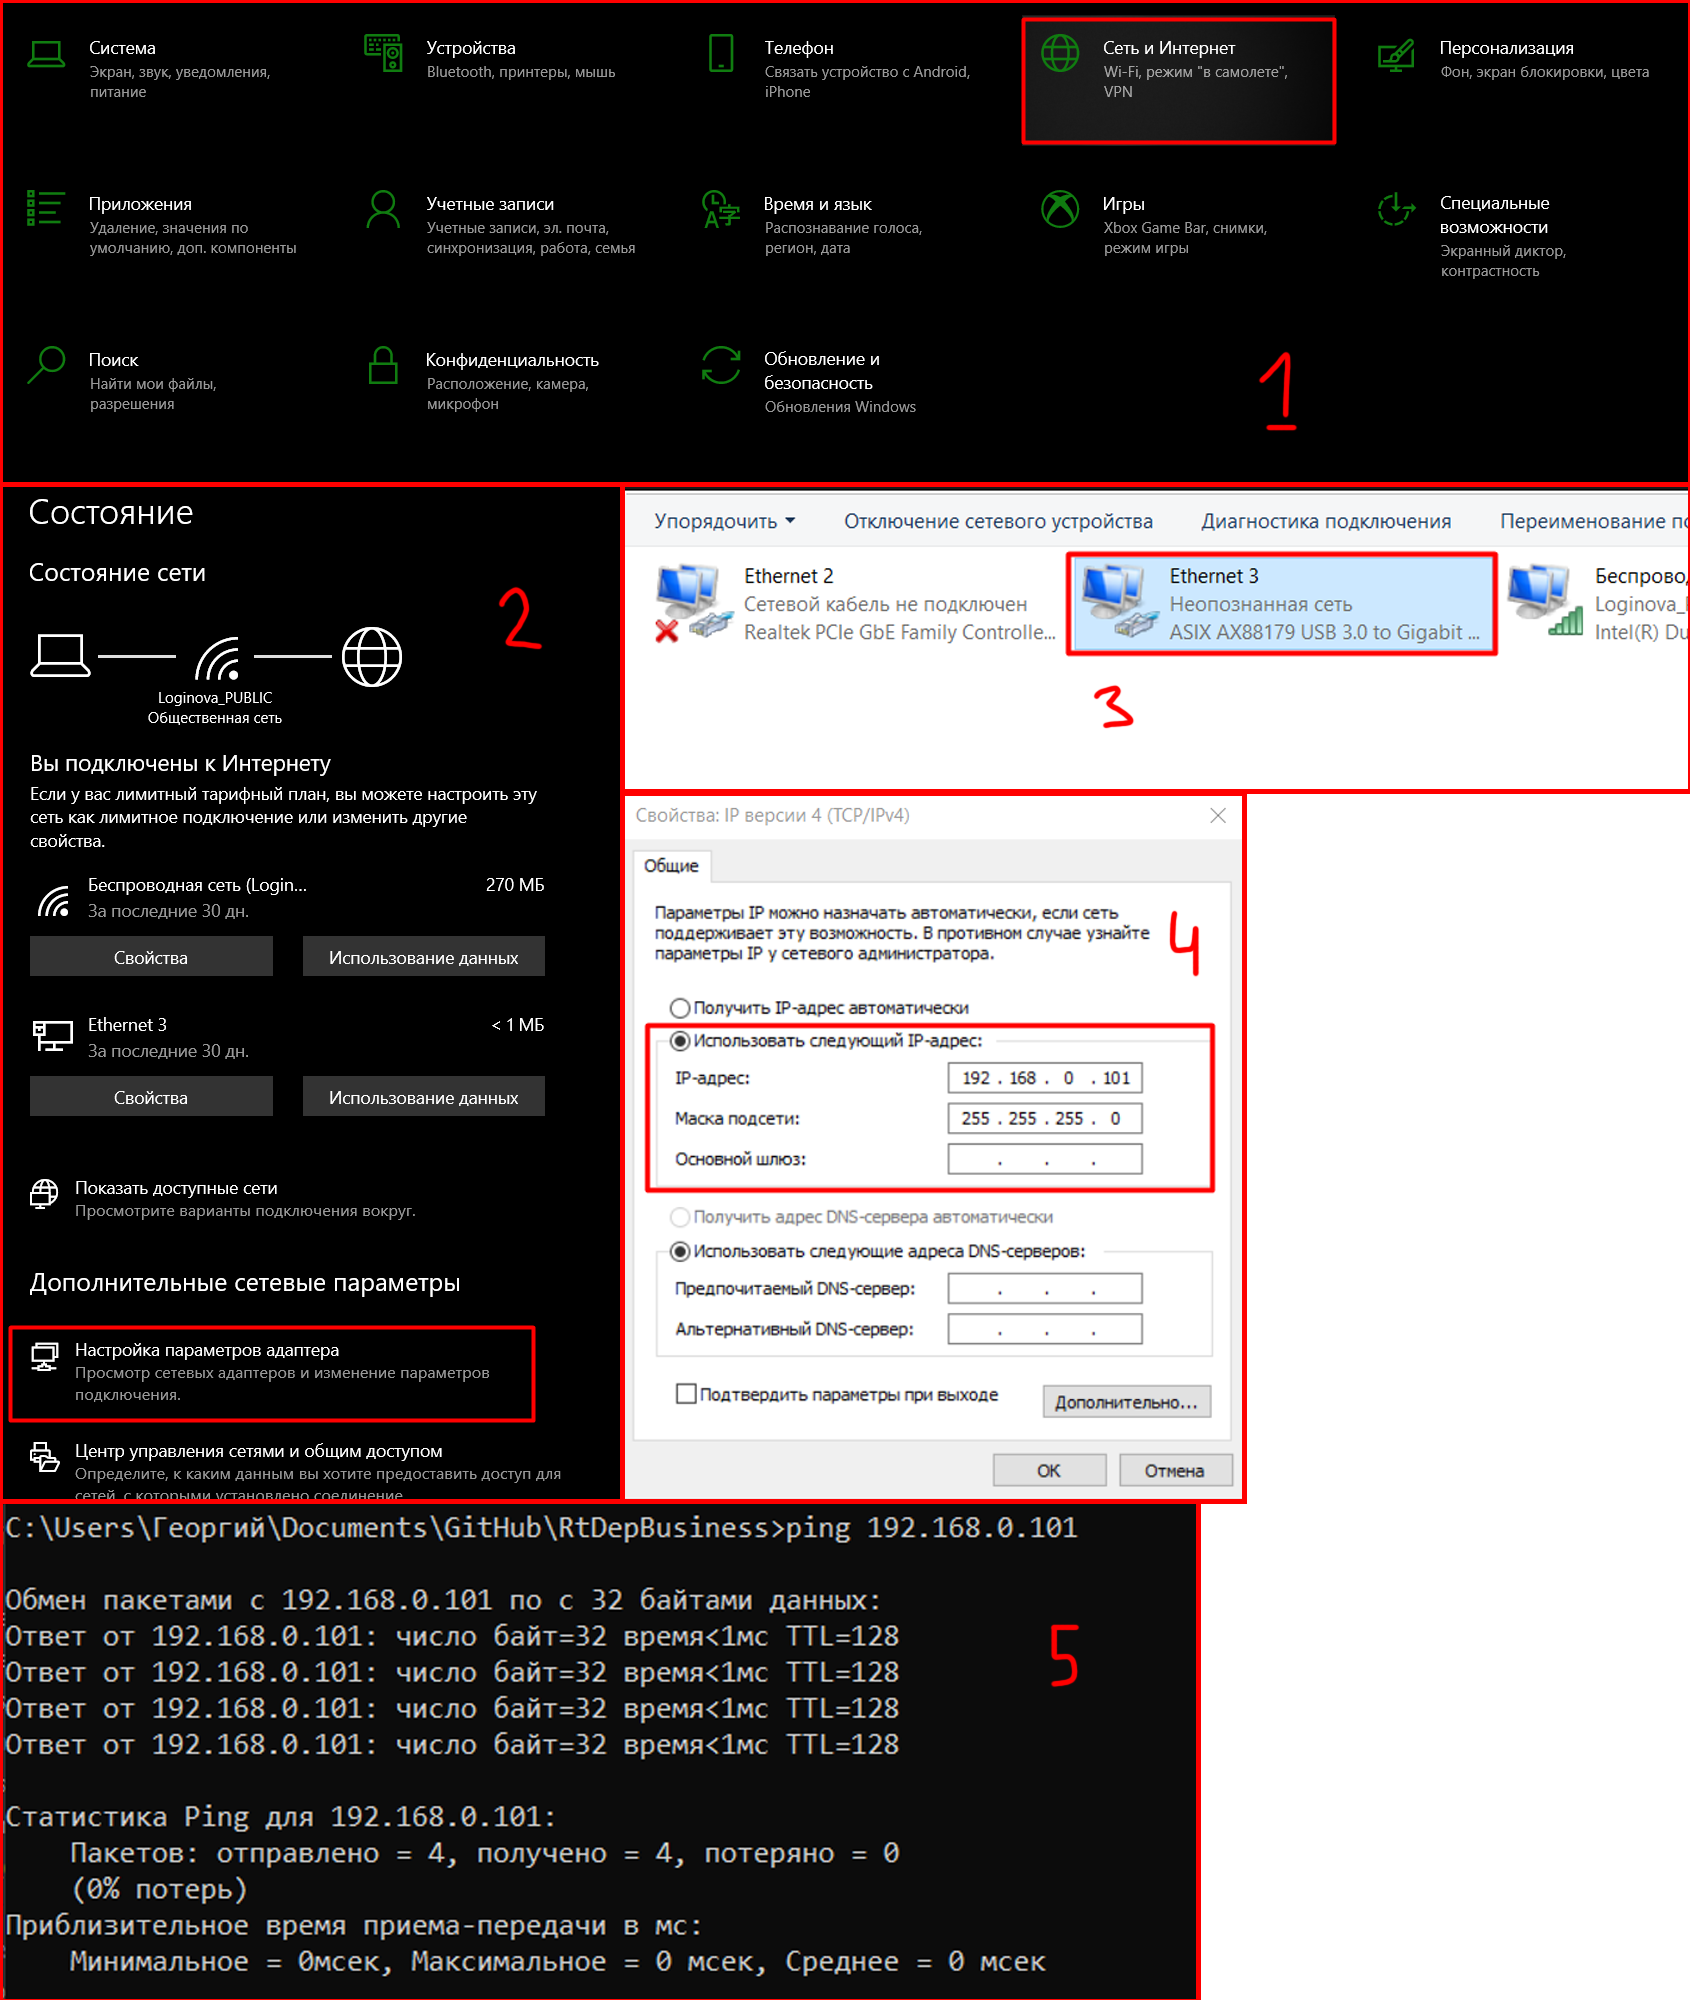 Система
Экран, звук, уведомления,
питание
Устройства
Bluetooth, принтеры, мышь
Телефон
Связать устройство с Android,
iPhone
Сеть и Интернет
Wi-Fi, режим "в самолете",
VPN
Персонализация
Фон, экран блокировки, цвета
Приложения
Удаление, значения по
умолчанию, доп. компоненты
Учетные записи
Учетные записи, эл. почта,
синхронизация, работа, семья
Время и язык
Распознавание голоса,
регион, дата
Игры
Xbox Game Bar, снимки,
режим игры
Специальные
возможности
Экранный диктор,
контрастность
Поиск
Найти мои файлы,
разрешения
Конфиденциальность
Расположение, камера,
микрофон
Обновление и
безопасность
Обновления Windows
1
Состояние
Состояние сети
2
Loginova_PUBLIC
Общественная сеть
Вы подключены к Интернету
Если у вас лимитный тарифный план, вы можете настроить эту
сеть как лимитное подключение или изменить другие
свойства.
Беспроводная сеть (Login...
270 МБ
За последние 30 дн.
Свойства
Использование данных
Ethernet 3
< 1 МБ
За последние 30 дн.
Свойства
Использование данных
Показать доступные сети
Просмотрите варианты подключения вокруг.
Дополнительные сетевые параметры
Настройка параметров адаптера
Просмотр сетевых адаптеров и изменение параметров
подключения.
Центр управления сетями и общим доступом
Определите, к каким данным вы хотите предоставить доступ для
сетей, с которыми установлено соединение.
Упорядочить
Отключение сетевого устройства
Диагностика подключения
Переименование по
Ethernet 2
Сетевой кабель не подключен
Realtek PCIe GbE Family Controlle...
Ethernet 3
Неопознанная сеть
ASIX AX88179 USB 3.0 to Gigabit ...
Беспрово
Loginova_
Intel(R) Du
3
Свойства: IP версии 4 (TCP/IPv4)
Общие
Параметры IP можно назначать автоматически, если сеть
поддерживает эту возможность. В противном случае узнайте
параметры IP у сетевого администратора.
4
Получить IP-адрес автоматически
Использовать следующий IP-адрес:
IP-адрес:
192 . 168 . 0 . 101
Маска подсети:
255 . 255 . 255 . 0
Основной шлюз:
. . .
Получить адрес DNS-сервера автоматически
Использовать следующие адреса DNS-серверов:
Предпочитаемый DNS-сервер:
. . .
Альтернативный DNS-сервер:
. . .
Подтвердить параметры при выходе
Дополнительно...
ОК
Отмена
C:\Users\Георгий\Documents\GitHub\RtDepBusiness>ping 192.168.0.101
Обмен пакетами с 192.168.0.101 по с 32 байтами данных:
Ответ от 192.168.0.101: число байт=32 время<1мс TTL=128
Ответ от 192.168.0.101: число байт=32 время<1мс TTL=128
Ответ от 192.168.0.101: число байт=32 время<1мс TTL=128
Ответ от 192.168.0.101: число байт=32 время<1мс TTL=128
5
Статистика Ping для 192.168.0.101:
Пакетов: отправлено = 4, получено = 4, потеряно = 0
(0% потерь)
Приблизительное время приема-передачи в мс:
Минимальное = 0мсек, Максимальное = 0 мсек, Среднее = 0 мсек